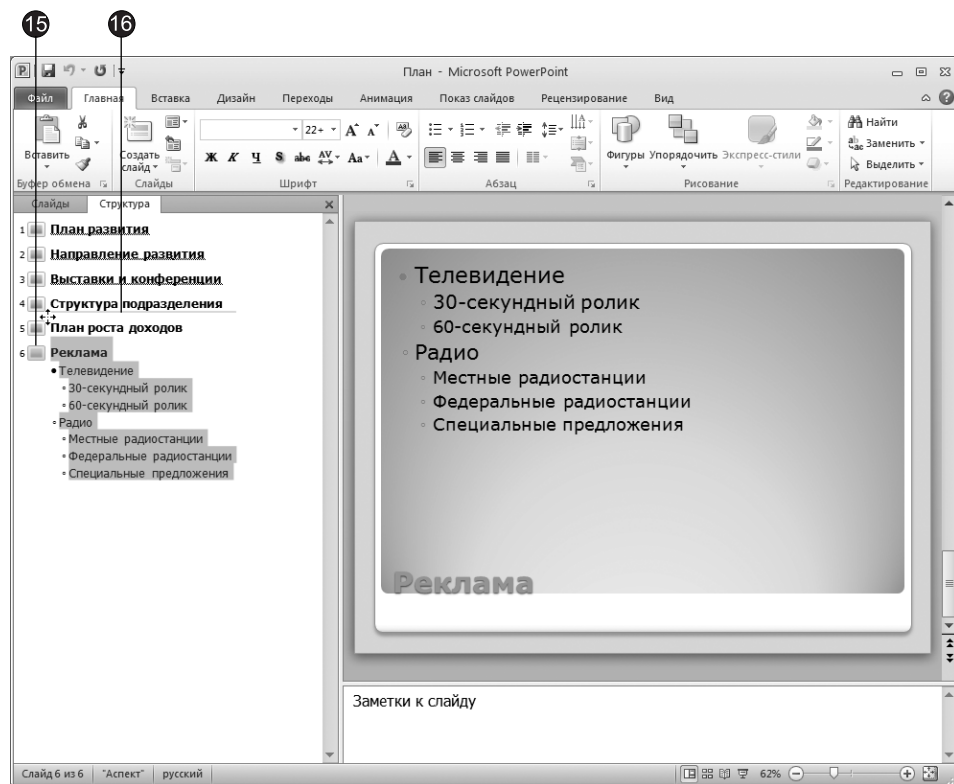 15 16
План - Microsoft PowerPoint
Файл Главная Вставка Дизайн Переходы Анимация Показ слайдов Рецензирование Вид
22+
Найти
Заменить
Выделить
Вставить
Создать
слайд
Ж К Ч S abe AV Aa A
Фигуры Упорядочить Экспресс-стили
Буфер обмена Слайды Шрифт Абзац Рисование Редактирование
Слайды Структура
1 План развития
2 Направление развития
3 Выставки и конференции
4 Структура подразделения
5 План роста доходов
6 Реклама
• Телевидение
◦ 30-секундный ролик
◦ 60-секундный ролик
◦ Радио
◦ Местные радиостанции
◦ Федеральные радиостанции
◦ Специальные предложения
• Телевидение
◦ 30-секундный ролик
◦ 60-секундный ролик
◦ Радио
◦ Местные радиостанции
◦ Федеральные радиостанции
◦ Специальные предложения
Реклама
Заметки к слайду
Слайд 6 из 6 "Аспект" русский 62%